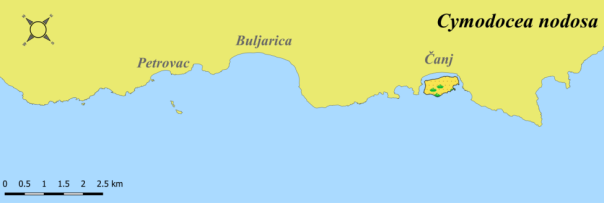 Cymodocea nodosa
Buljarica
Petrovac
Čanj
0 0.5 1 1.5 2 2.5 km